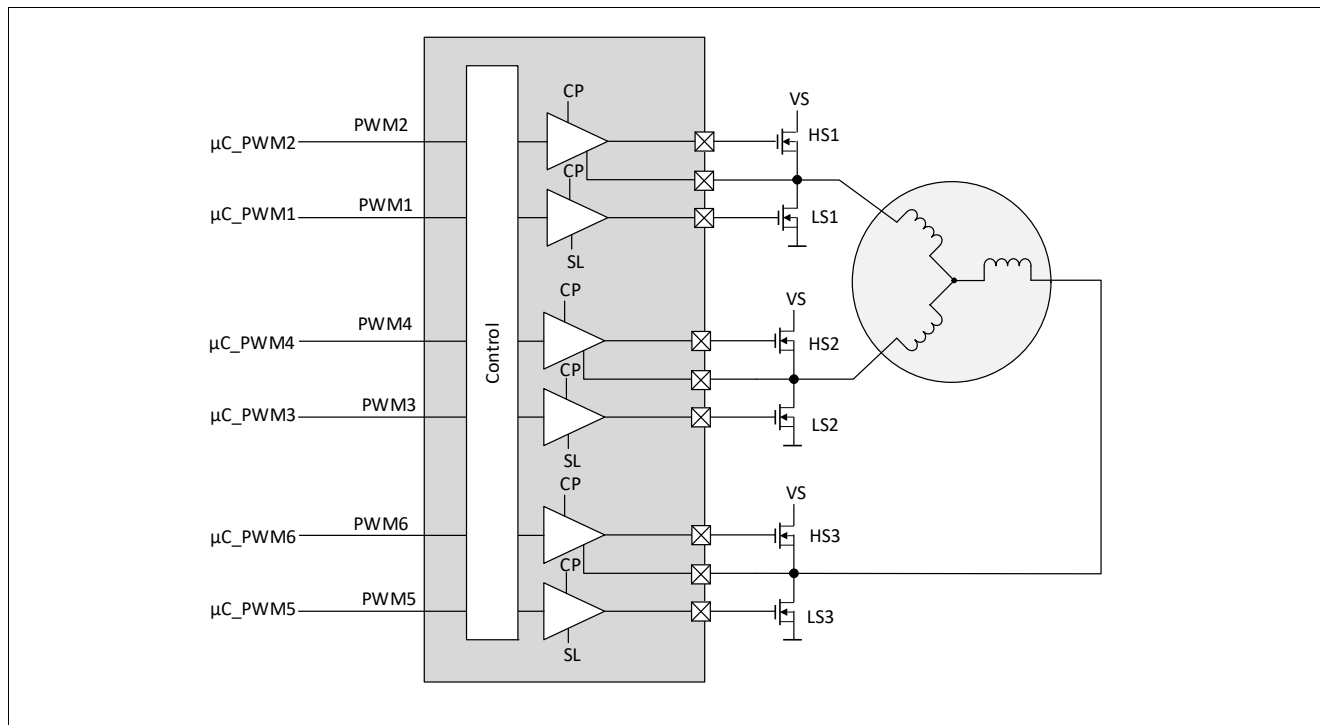 CP
VS
µC_PWM2
PWM2
HS1
CP
µC_PWM1
PWM1
LS1
SL
CP
VS
µC_PWM4
PWM4
HS2
Control
CP
µC_PWM3
PWM3
LS2
SL
CP
VS
µC_PWM6
PWM6
HS3
CP
µC_PWM5
PWM5
LS3
SL